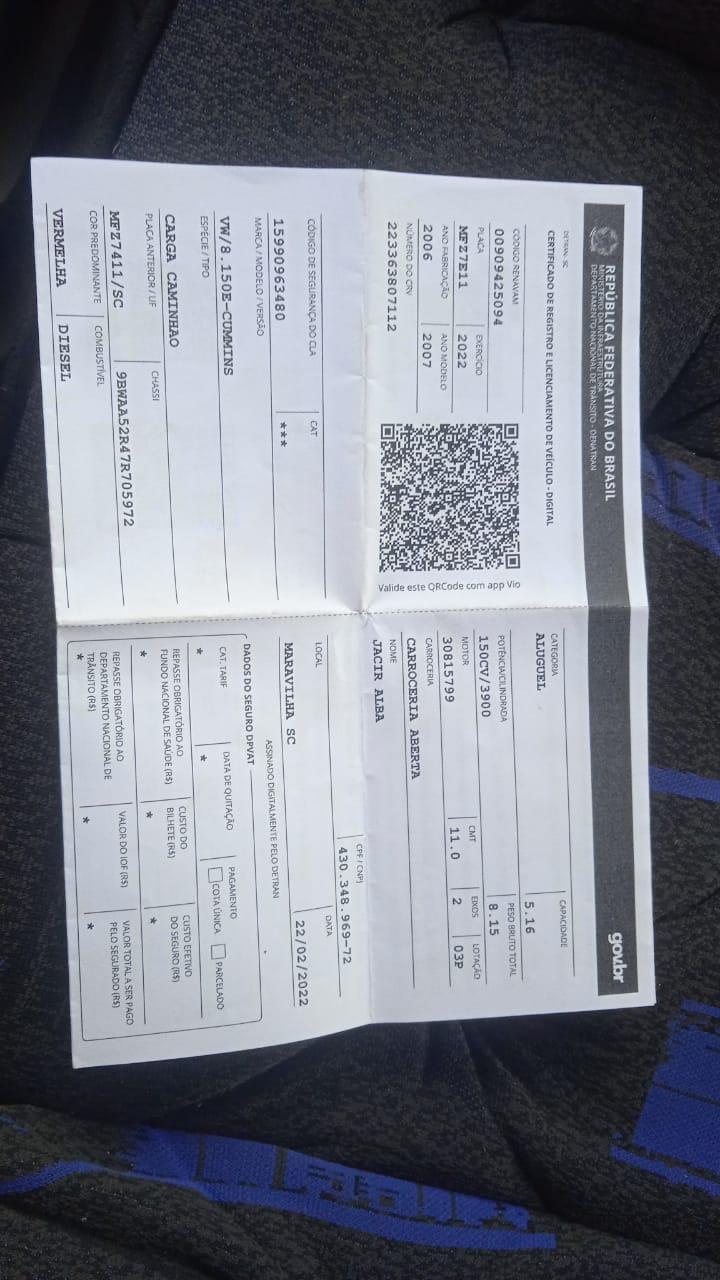 REPÚBLICA FEDERATIVA DO BRASIL
MINISTÉRIO DA INFRAESTRUTURA
DEPARTAMENTO NACIONAL DE TRÂNSITO - DENATRAN
gov.br
DETRAN- SC
CERTIFICADO DE REGISTRO E LICENCIAMENTO DE VEÍCULO - DIGITAL
CÓDIGO RENAVAM
00909425094
PLACA EXERCÍCIO
MFZ7E11 2022
ANO FABRICAÇÃO ANO MODELO
2006 2007
NÚMERO DO CRV
223363807112
Valide este QRCode com app Vio
CÓDIGO DE SEGURANÇA DO CLA CAT
15990963480 ***
MARCA / MODELO / VERSÃO
VW/8.150E-CUMMINS
ESPÉCIE / TIPO
CARGA CAMINHAO
PLACA ANTERIOR / UF CHASSI
MFZ7411/SC 9BWAA52R47R705972
COR PREDOMINANTE COMBUSTÍVEL
VERMELHA DIESEL
CATEGORIA CAPACIDADE
ALUGUEL 5.16
POTÊNCIA/CILINDRADA PESO BRUTO TOTAL
150CV/3900 8.15
MOTOR CMT EIXOS LOTAÇÃO
30815799 11.0 2 03P
CARROCERIA
CARROCERIA ABERTA
NOME
JACIR ALBA
CPF / CNPJ
430.348.969-72
LOCAL DATA
MARAVILHA SC 22/02/2022
ASSINADO DIGITALMENTE PELO DETRAN
DADOS DO SEGURO DPVAT
CAT. TARIF DATA DE QUITAÇÃO PAGAMENTO
* * COTA ÚNICA PARCELADO
REPASSE OBRIGATÓRIO AO FUNDO NACIONAL DE SAÚDE (R$) CUSTO DO BILHETE (R$) CUSTO EFETIVO DO SEGURO (R$)
* * *
REPASSE OBRIGATÓRIO AO DEPARTAMENTO NACIONAL DE TRÂNSITO (R$) VALOR DO IOF (R$) VALOR TOTAL A SER PAGO PELO SEGURADO (R$)
* * *